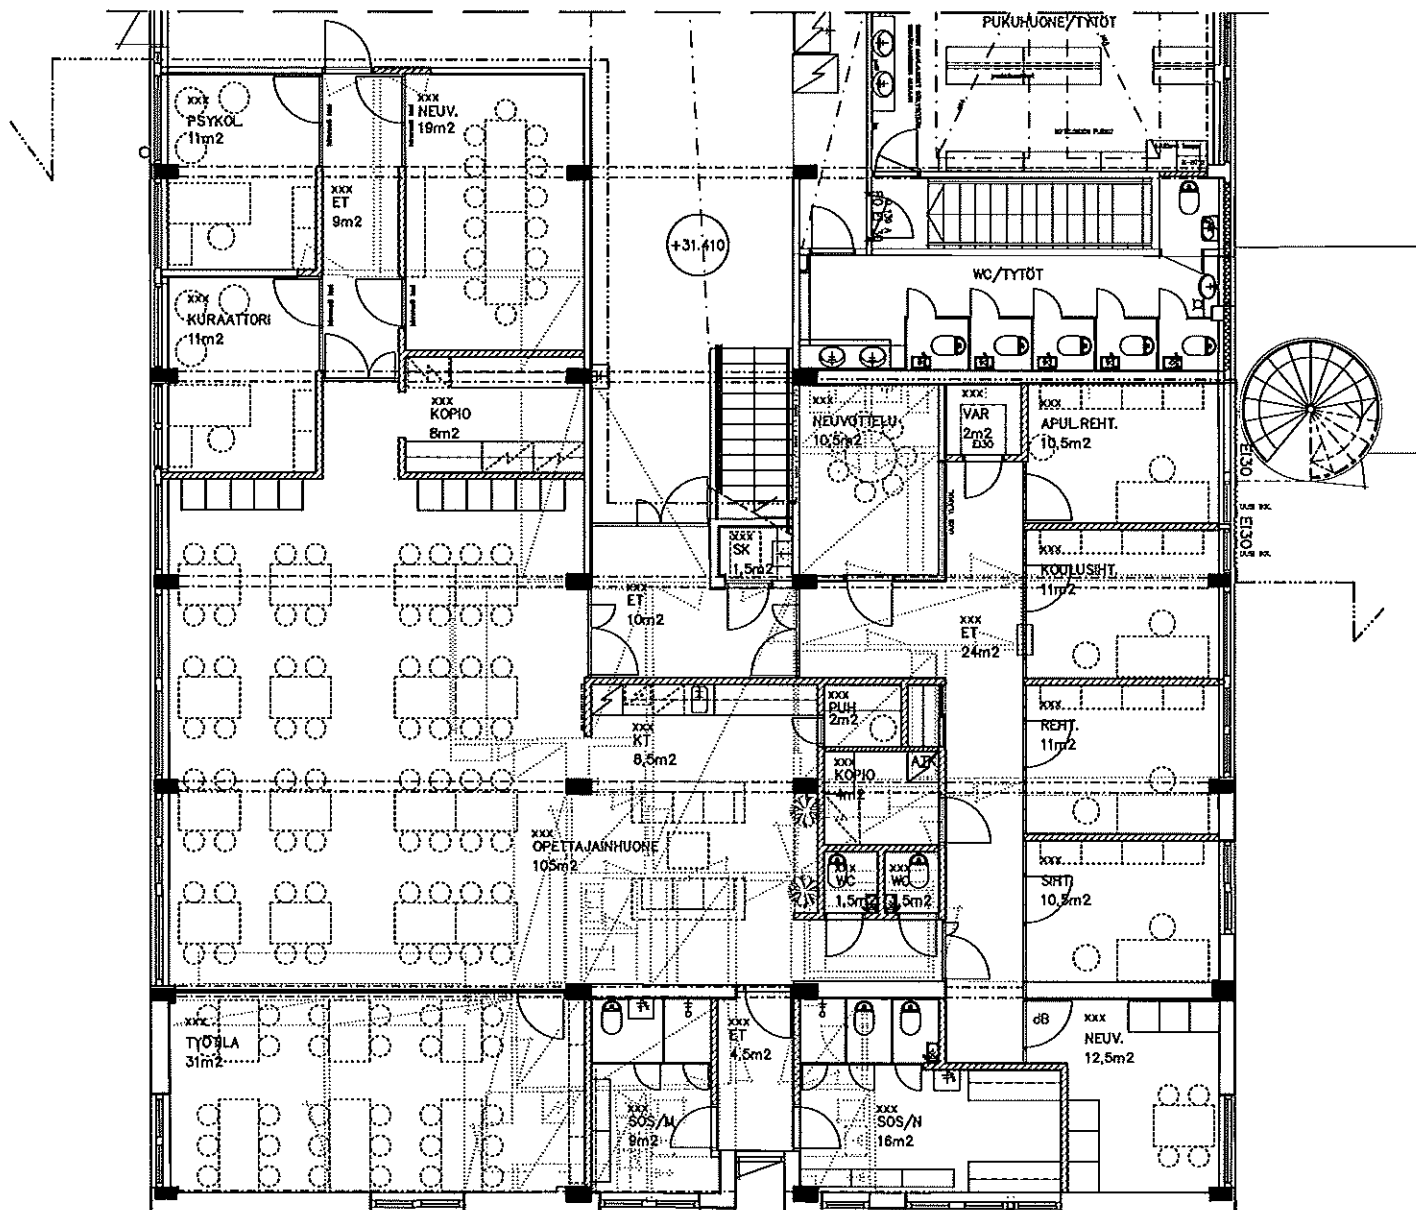 PUKUHUONE/TYTÖT
xxx
PSYKOL.
11m2
xxx
NEUV.
19m2
xxx
ET
9m2
+31.410
WC/TYTÖT
xxx
KURAATTORI
11m2
xxx
KOPIO
8m2
xxx
NEUVOTTELU
10,5m2
xxx
VAR
2m2
EI30
xxx
APUL.REHT.
10,5m2
EI30
EI30
xxx
SK
1,5m2
xxx
KOULUSIHT.
11m2
xxx
ET
10m2
xxx
ET
24m2
xxx
PUH
2m2
xxx
REHT.
11m2
xxx
KT
8,5m2
xxx
KOPIO
4m2
ATK
xxx
OPETTAJAINHUONE
105m2
xxx
WC
1,5m2
xxx
WC
1,5m2
xxx
SIHT.
10,5m2
xxx
TYÖTILA
31m2
xxx
ET
4,5m2
dB
xxx
NEUV.
12,5m2
xxx
SOS/M
9m2
xxx
SOS/N
16m2